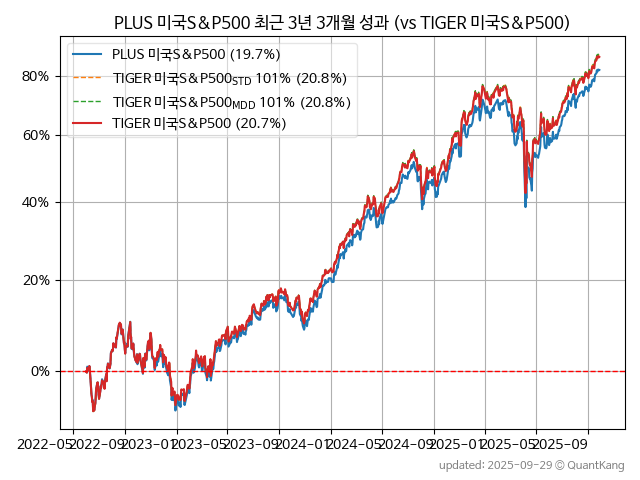 PLUS 미국S&P500 최근 3년 3개월 성과 (vs TIGER 미국S&P500)
PLUS 미국S&P500 (19.7%)
TIGER 미국S&P500STD 101% (20.8%)
TIGER 미국S&P500MDD 101% (20.8%)
TIGER 미국S&P500 (20.7%)
80%
60%
40%
20%
0%
2022-05 2022-09 2023-01 2023-05 2023-09 2024-01 2024-05 2024-09 2025-01 2025-05 2025-09
updated: 2025-09-29 © QuantKang